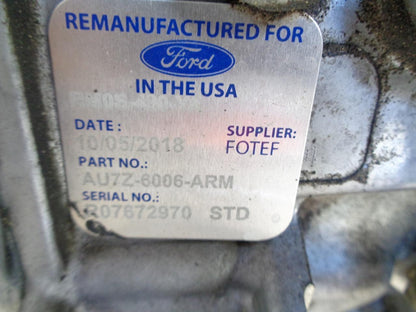 REMANUFACTURED FOR
Ford
IN THE USA
DATE :
10/05/2018
SUPPLIER:
FOTEF
PART NO.:
AU7Z-6006-ARM
SERIAL NO.:
R07672970 STD